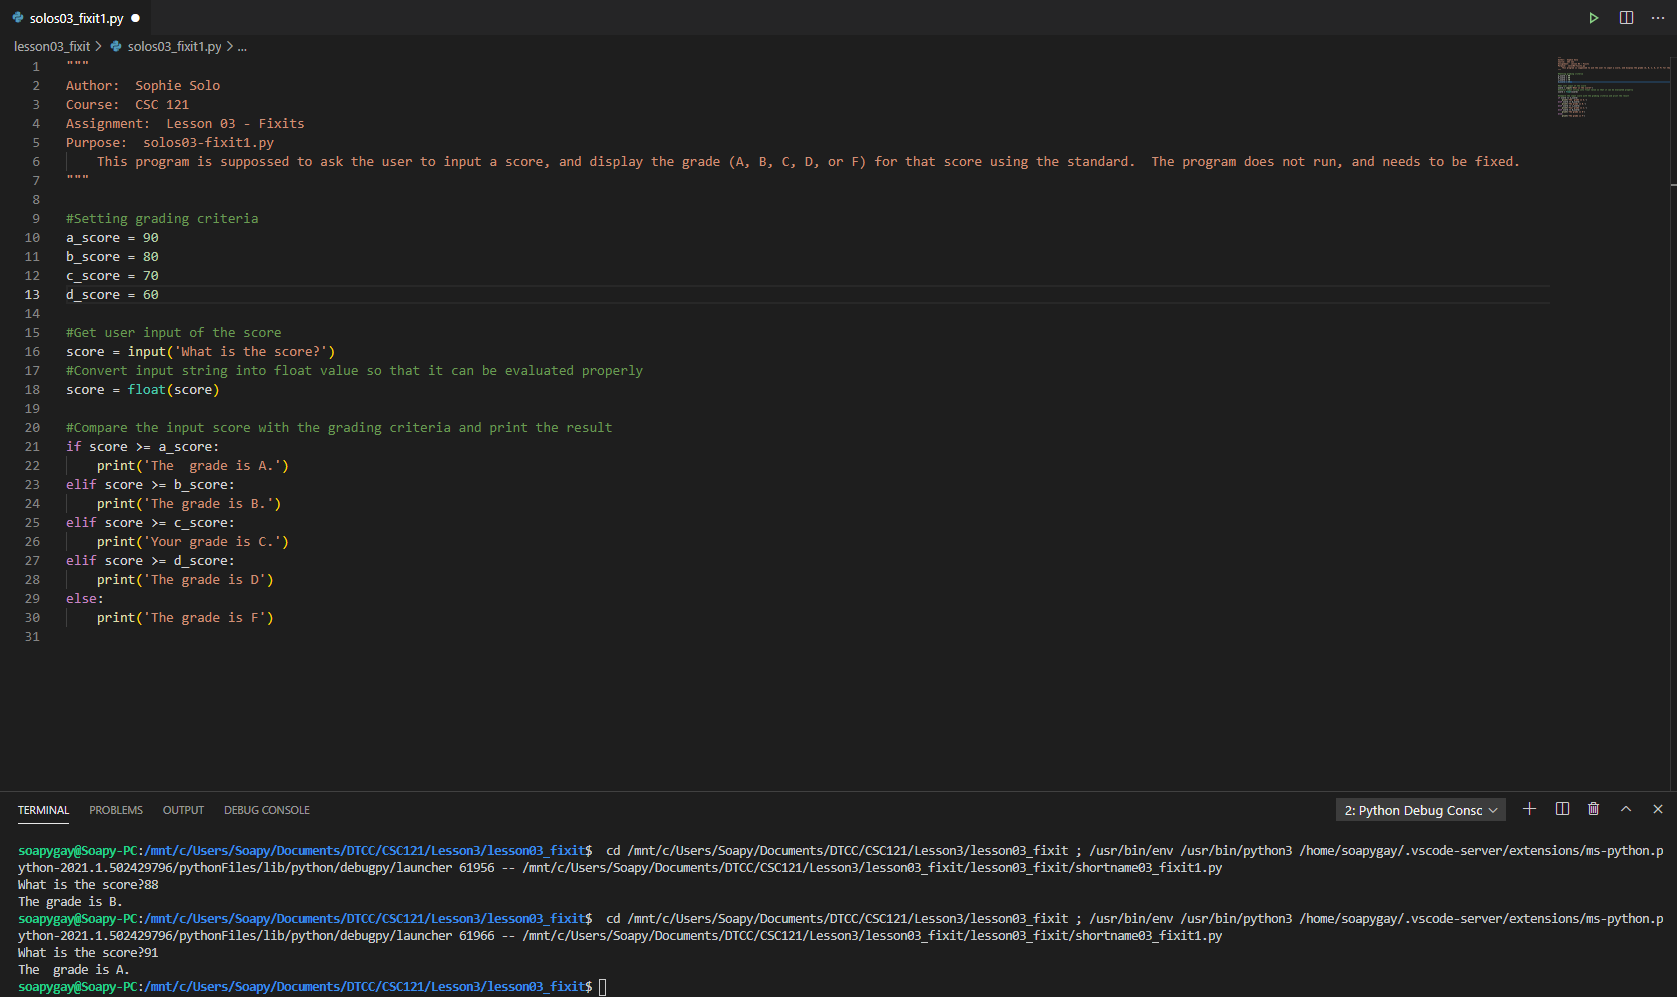 solos03_fixit1.py
lesson03_fixit > solos03_fixit1.py > ...
1 """
2 Author:  Sophie Solo
3 Course:  CSC 121
4 Assignment:  Lesson 03 - Fixits
5 Purpose:  solos03-fixit1.py
6     This program is suppossed to ask the user to input a score, and display the grade (A, B, C, D, or F) for that score using the standard.  The program does not run, and needs to be fixed.
7 """
8
9 #Setting grading criteria
10 a_score = 90
11 b_score = 80
12 c_score = 70
13 d_score = 60
14
15 #Get user input of the score
16 score = input('What is the score?')
17 #Convert input string into float value so that it can be evaluated properly
18 score = float(score)
19
20 #Compare the input score with the grading criteria and print the result
21 if score >= a_score:
22     print('The  grade is A.')
23 elif score >= b_score:
24     print('The grade is B.')
25 elif score >= c_score:
26     print('Your grade is C.')
27 elif score >= d_score:
28     print('The grade is D')
29 else:
30     print('The grade is F')
31
TERMINAL PROBLEMS OUTPUT DEBUG CONSOLE 2: Python Debug Consc
soapygay@Soapy-PC:/mnt/c/Users/Soapy/Documents/DTCC/CSC121/Lesson3/lesson03_fixit$  cd /mnt/c/Users/Soapy/Documents/DTCC/CSC121/Lesson3/lesson03_fixit ; /usr/bin/env /usr/bin/python3 /home/soapygay/.vscode-server/extensions/ms-python.p
ython-2021.1.502429796/pythonFiles/lib/python/debugpy/launcher 61956 -- /mnt/c/Users/Soapy/Documents/DTCC/CSC121/Lesson3/lesson03_fixit/lesson03_fixit/shortname03_fixit1.py
What is the score?88
The grade is B.
soapygay@Soapy-PC:/mnt/c/Users/Soapy/Documents/DTCC/CSC121/Lesson3/lesson03_fixit$  cd /mnt/c/Users/Soapy/Documents/DTCC/CSC121/Lesson3/lesson03_fixit ; /usr/bin/env /usr/bin/python3 /home/soapygay/.vscode-server/extensions/ms-python.p
ython-2021.1.502429796/pythonFiles/lib/python/debugpy/launcher 61966 -- /mnt/c/Users/Soapy/Documents/DTCC/CSC121/Lesson3/lesson03_fixit/lesson03_fixit/shortname03_fixit1.py
What is the score?91
The  grade is A.
soapygay@Soapy-PC:/mnt/c/Users/Soapy/Documents/DTCC/CSC121/Lesson3/lesson03_fixit$